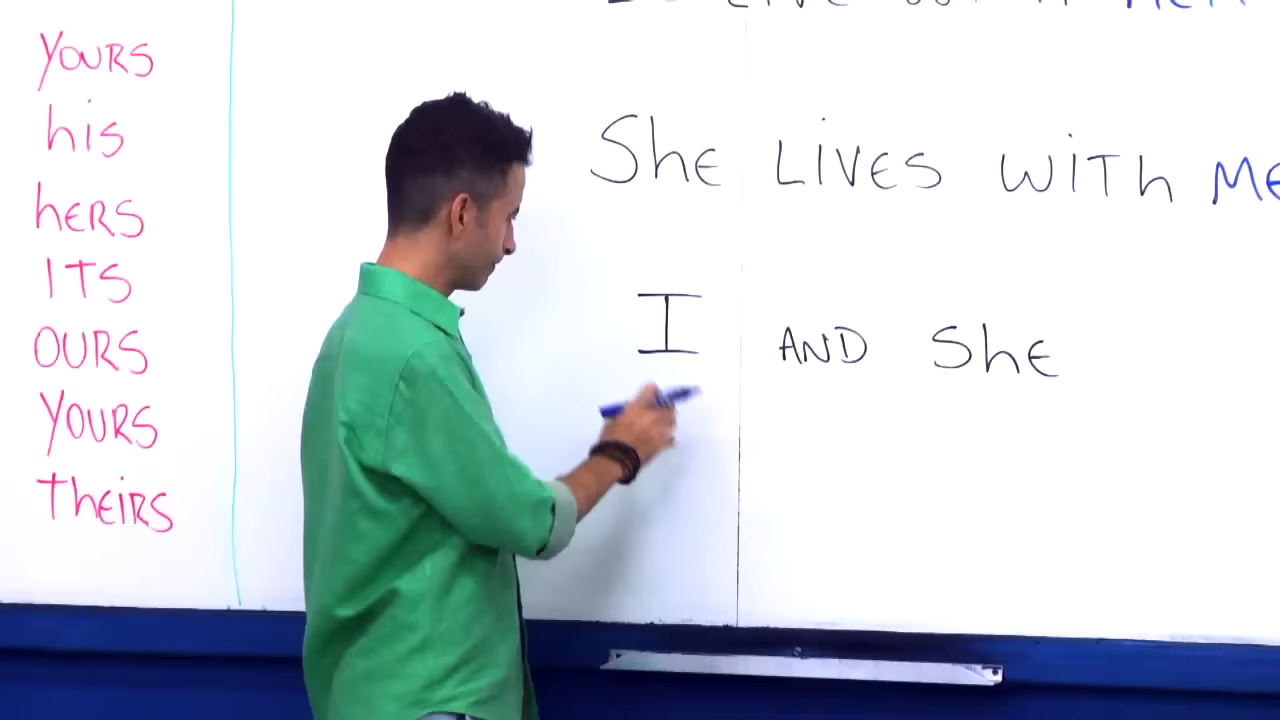 YOURS
his
hERS
ITS
OURS
YOURS
ThEiRS
ShE LiVES WiTh ME
I AND ShE